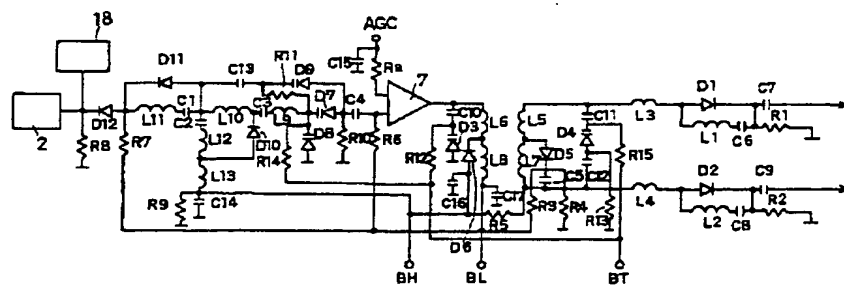 18
AGC
D11
C13
R11
D9
C15
Ra
7
2
D12
L11
C1
C2
L10
C3
L9
D7
C4
C10
L6
L5
C11
L3
D1
C7
R8
R7
L12
D10
D8
R10
R6
D3
D4
L1
C6
R1
L13
R14
R12
L8
D5
L7
R15
D2
C9
R9
C14
C16
C17
C5
C12
R3
R4
R13
L4
L2
C8
R2
R5
D6
BH
BL
BT